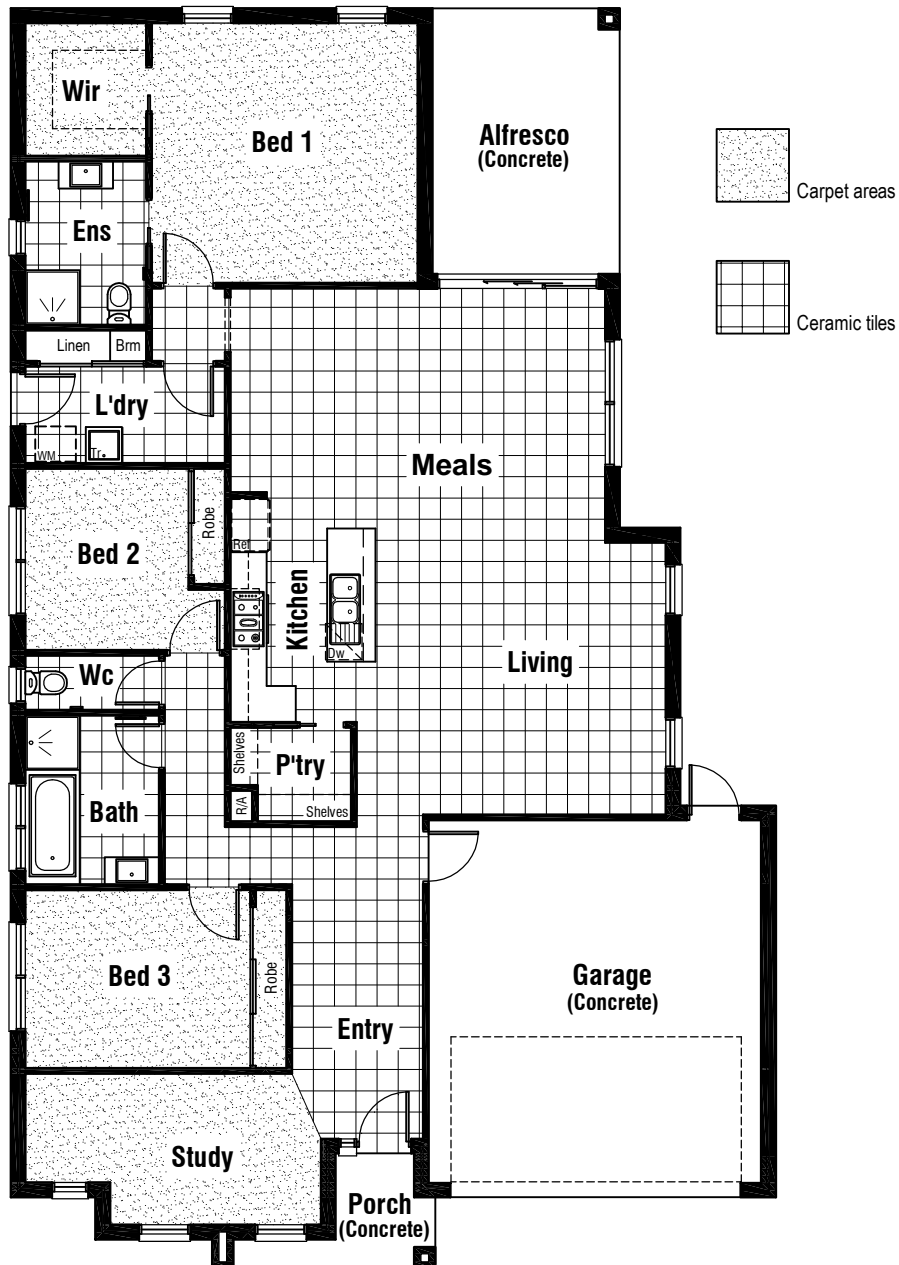 Wir
Bed 1
Alfresco
(Concrete)
Carpet areas
Ens
Ceramic tiles
Linen
Brm
L'dry
WM
Tr.
Meals
Bed 2
Robe
Ref
Kitchen
Dw
Living
Wc
Shelves
P'try
R/A
Shelves
Bath
Bed 3
Robe
Garage
(Concrete)
Entry
Study
Porch
(Concrete)